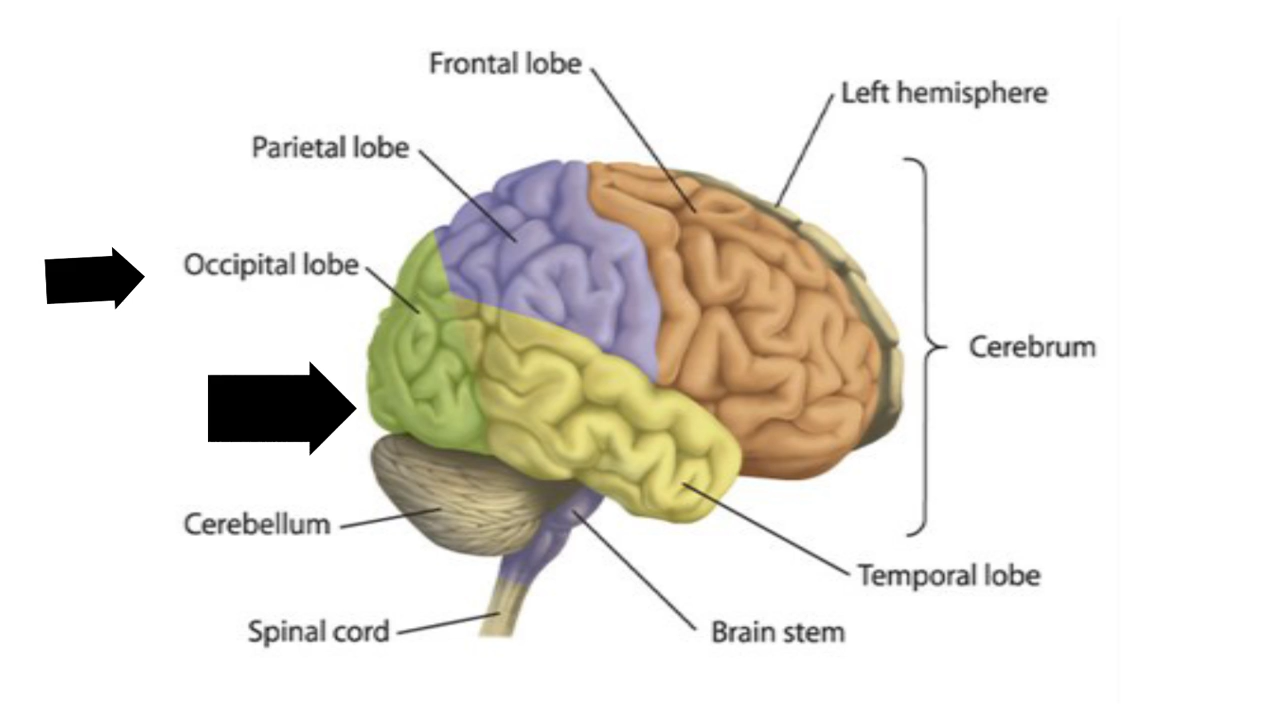 Frontal lobe
Left hemisphere
Parietal lobe
Occipital lobe
Cerebrum
Cerebellum
Temporal lobe
Spinal cord
Brain stem